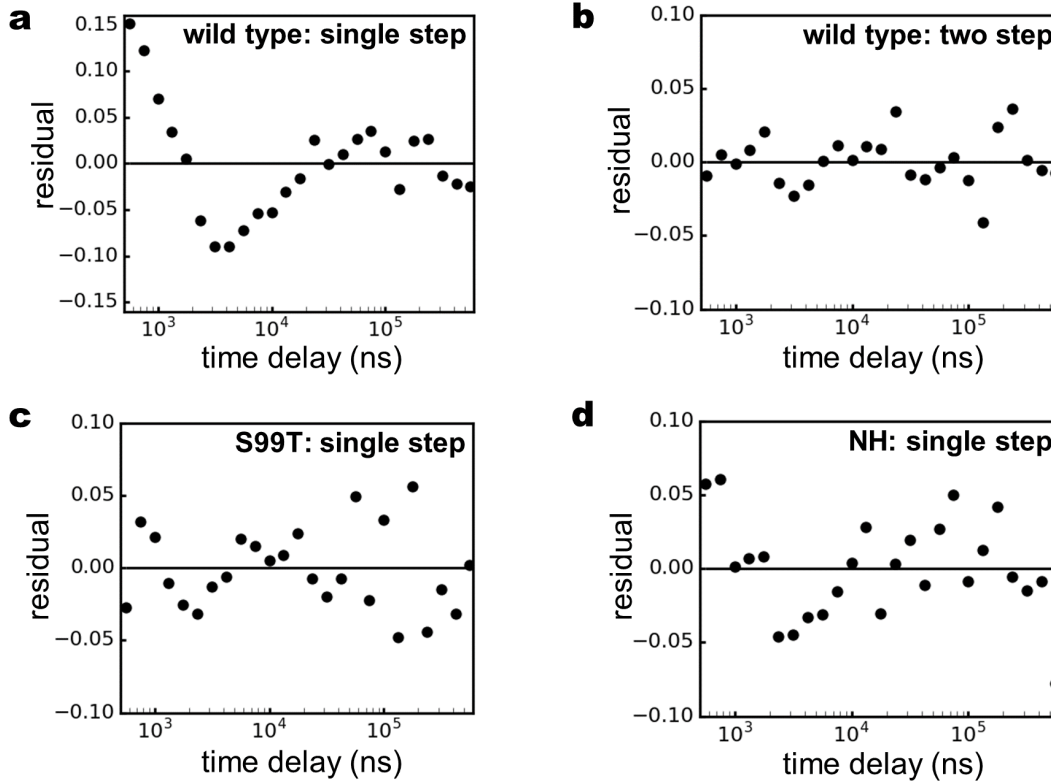 a
wild type: single step
0.15
0.10
0.05
0.00
−0.05
−0.10
−0.15
residual
10³ 10⁴ 10⁵
time delay (ns)
b
wild type: two step
0.10
0.05
0.00
−0.05
−0.10
residual
10³ 10⁴ 10⁵
time delay (ns)
c
S99T: single step
0.10
0.05
0.00
−0.05
−0.10
residual
10³ 10⁴ 10⁵
time delay (ns)
d
NH: single step
0.10
0.05
0.00
−0.05
−0.10
residual
10³ 10⁴ 10⁵
time delay (ns)